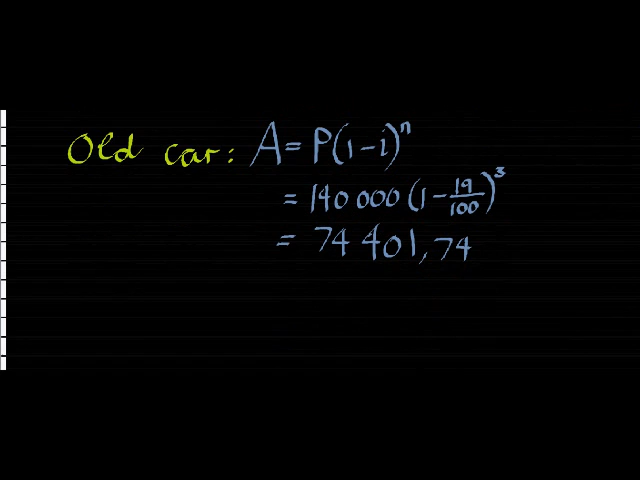 Old car: A = P(1 - i)^n
= 140 000 (1 - 19/100)^3
= 74 401,74